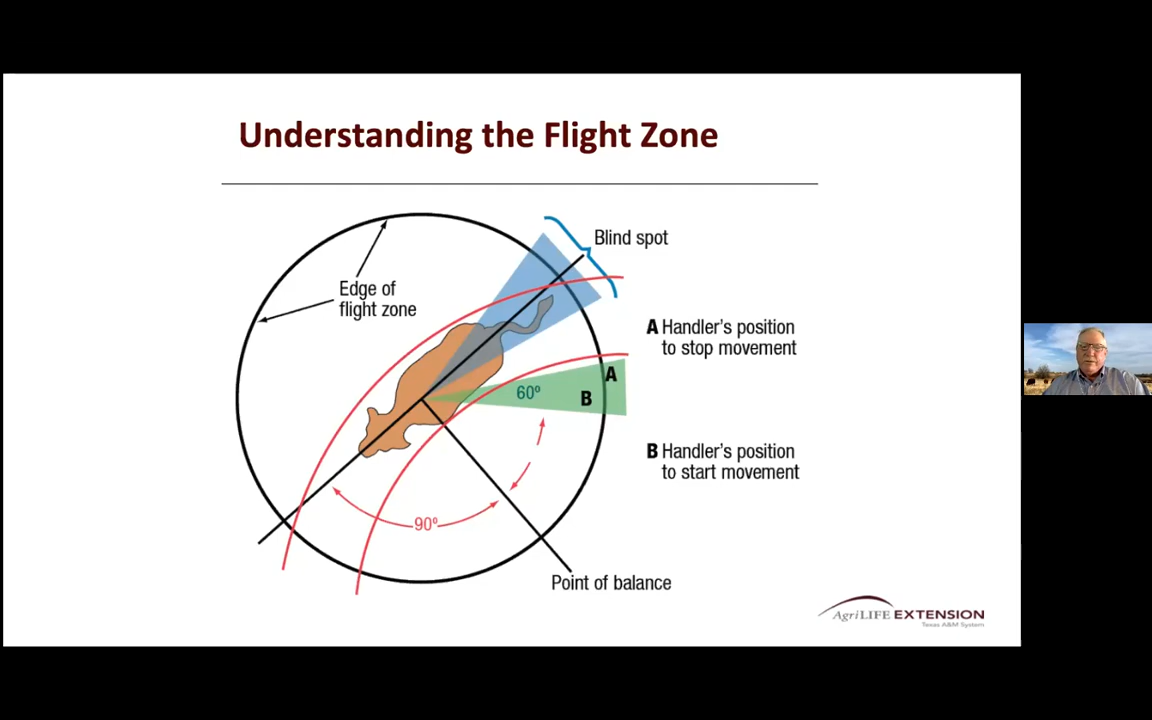 Understanding the Flight Zone
Blind spot
Edge of
flight zone
A Handler's position
to stop movement
A
60º
B
B Handler's position
to start movement
90º
Point of balance
AgriLIFE EXTENSION
Texas A&M System